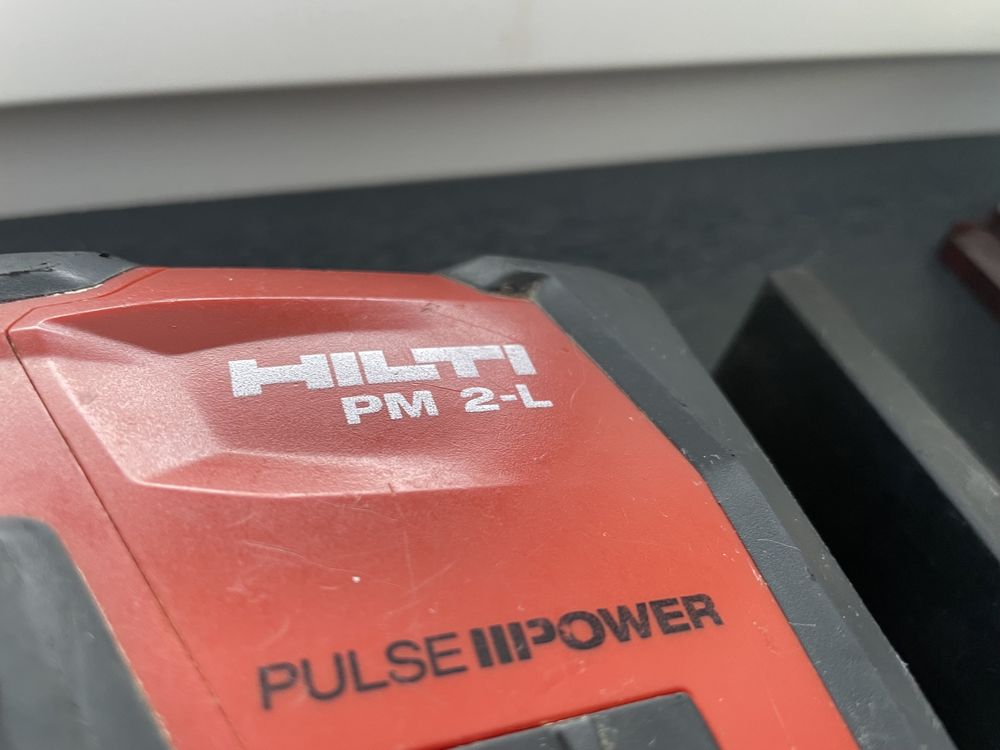 HILTI
PM 2-L
PULSE POWER